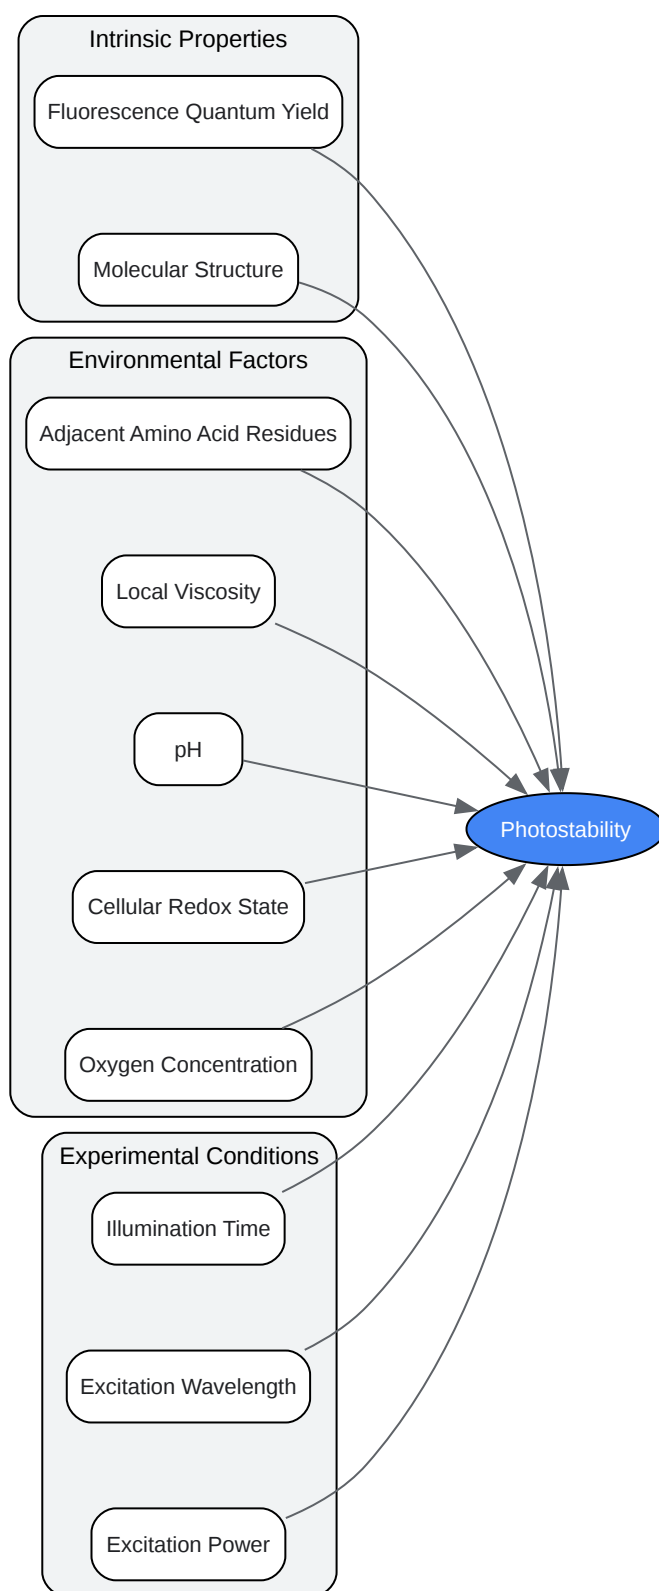 Intrinsic Properties
Fluorescence Quantum Yield
Molecular Structure
Environmental Factors
Adjacent Amino Acid Residues
Local Viscosity
pH
Cellular Redox State
Oxygen Concentration
Photostability
Experimental Conditions
Illumination Time
Excitation Wavelength
Excitation Power